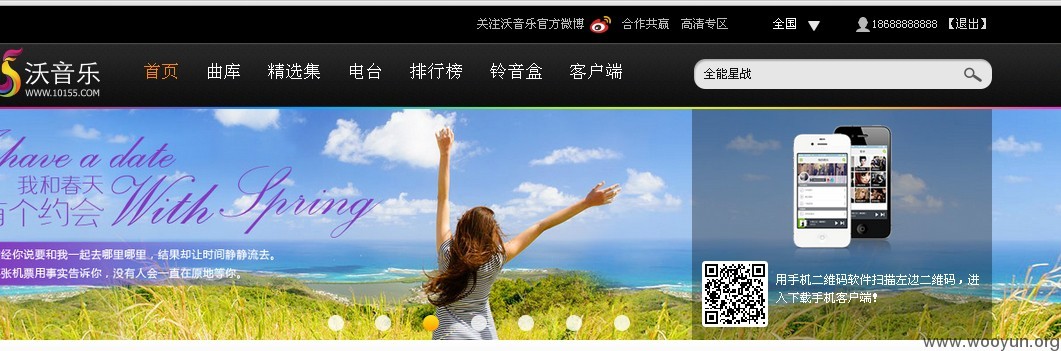 关注沃音乐官方微博 合作共赢 高清专区 全国 18688888888 【退出】
沃音乐
WWW.10155.COM
首页 曲库 精选集 电台 排行榜 铃音盒 客户端
全能星战
have a date
我和春天
With Spring
有个约会
经你说要和我一起去哪里哪里，结果却让时间静静流去。
张机票用事实告诉你，没有人会一直在原地等你。
用手机二维码软件扫描左边二维码，进
入下载手机客户端！
www.wooyun.org